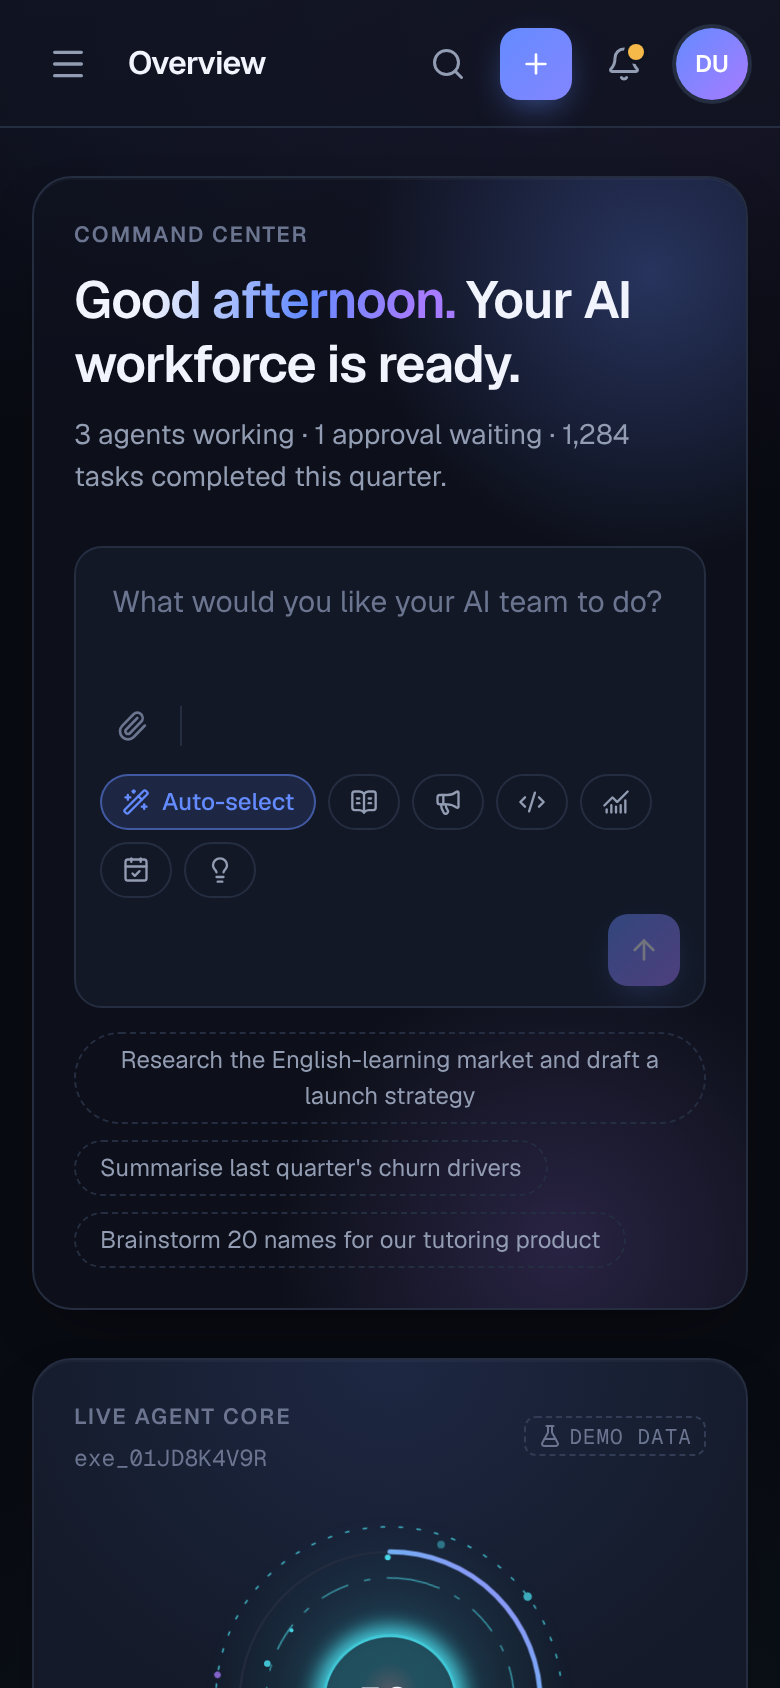 Overview
DU
COMMAND CENTER
Good afternoon. Your AI
workforce is ready.
3 agents working · 1 approval waiting · 1,284
tasks completed this quarter.
What would you like your AI team to do?
Auto-select
Research the English-learning market and draft a
launch strategy
Summarise last quarter's churn drivers
Brainstorm 20 names for our tutoring product
LIVE AGENT CORE
DEMO DATA
exe_01JD8K4V9R